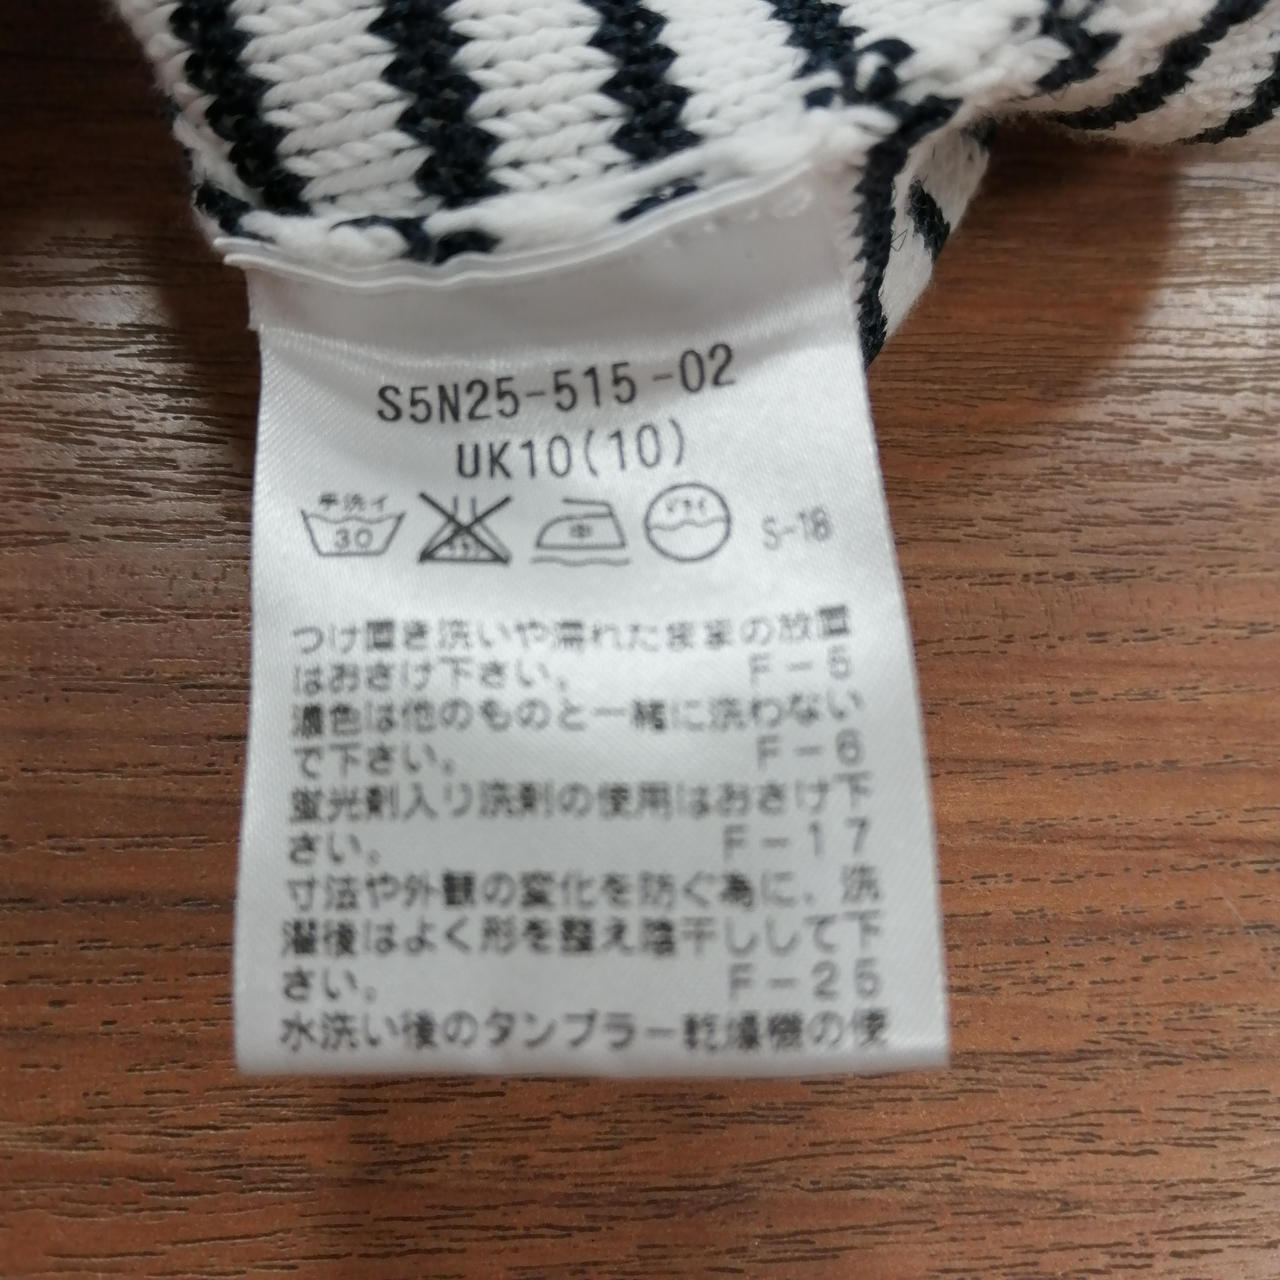 S5N25-515-02
UK10(10)
手洗イ
30
中
ドライ
S-18
つけ置き洗いや濡れたままの放置
はおさけ下さい。 F-5
濃色は他のものと一緒に洗わない
で下さい。 F-6
蛍光剤入り洗剤の使用はおさけ下
さい。 F-17
寸法や外観の変化を防ぐ為に、洗
濯後はよく形を整え陰干しして下
さい。 F-25
水洗い後のタンブラー乾燥機の使